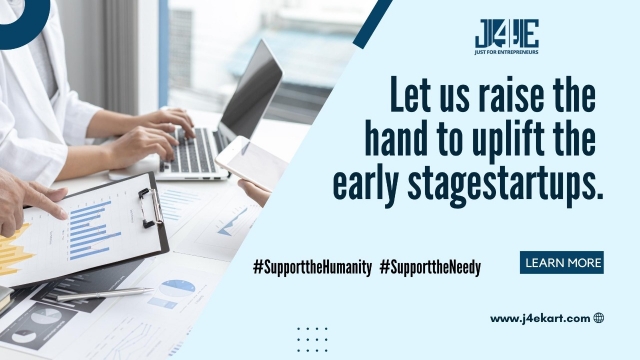 J4E
JUST FOR ENTREPRENEURS
Let us raise the
hand to uplift the
early stagestartups.
#SupporttheHumanity #SupporttheNeedy
LEARN MORE
www.j4ekart.com